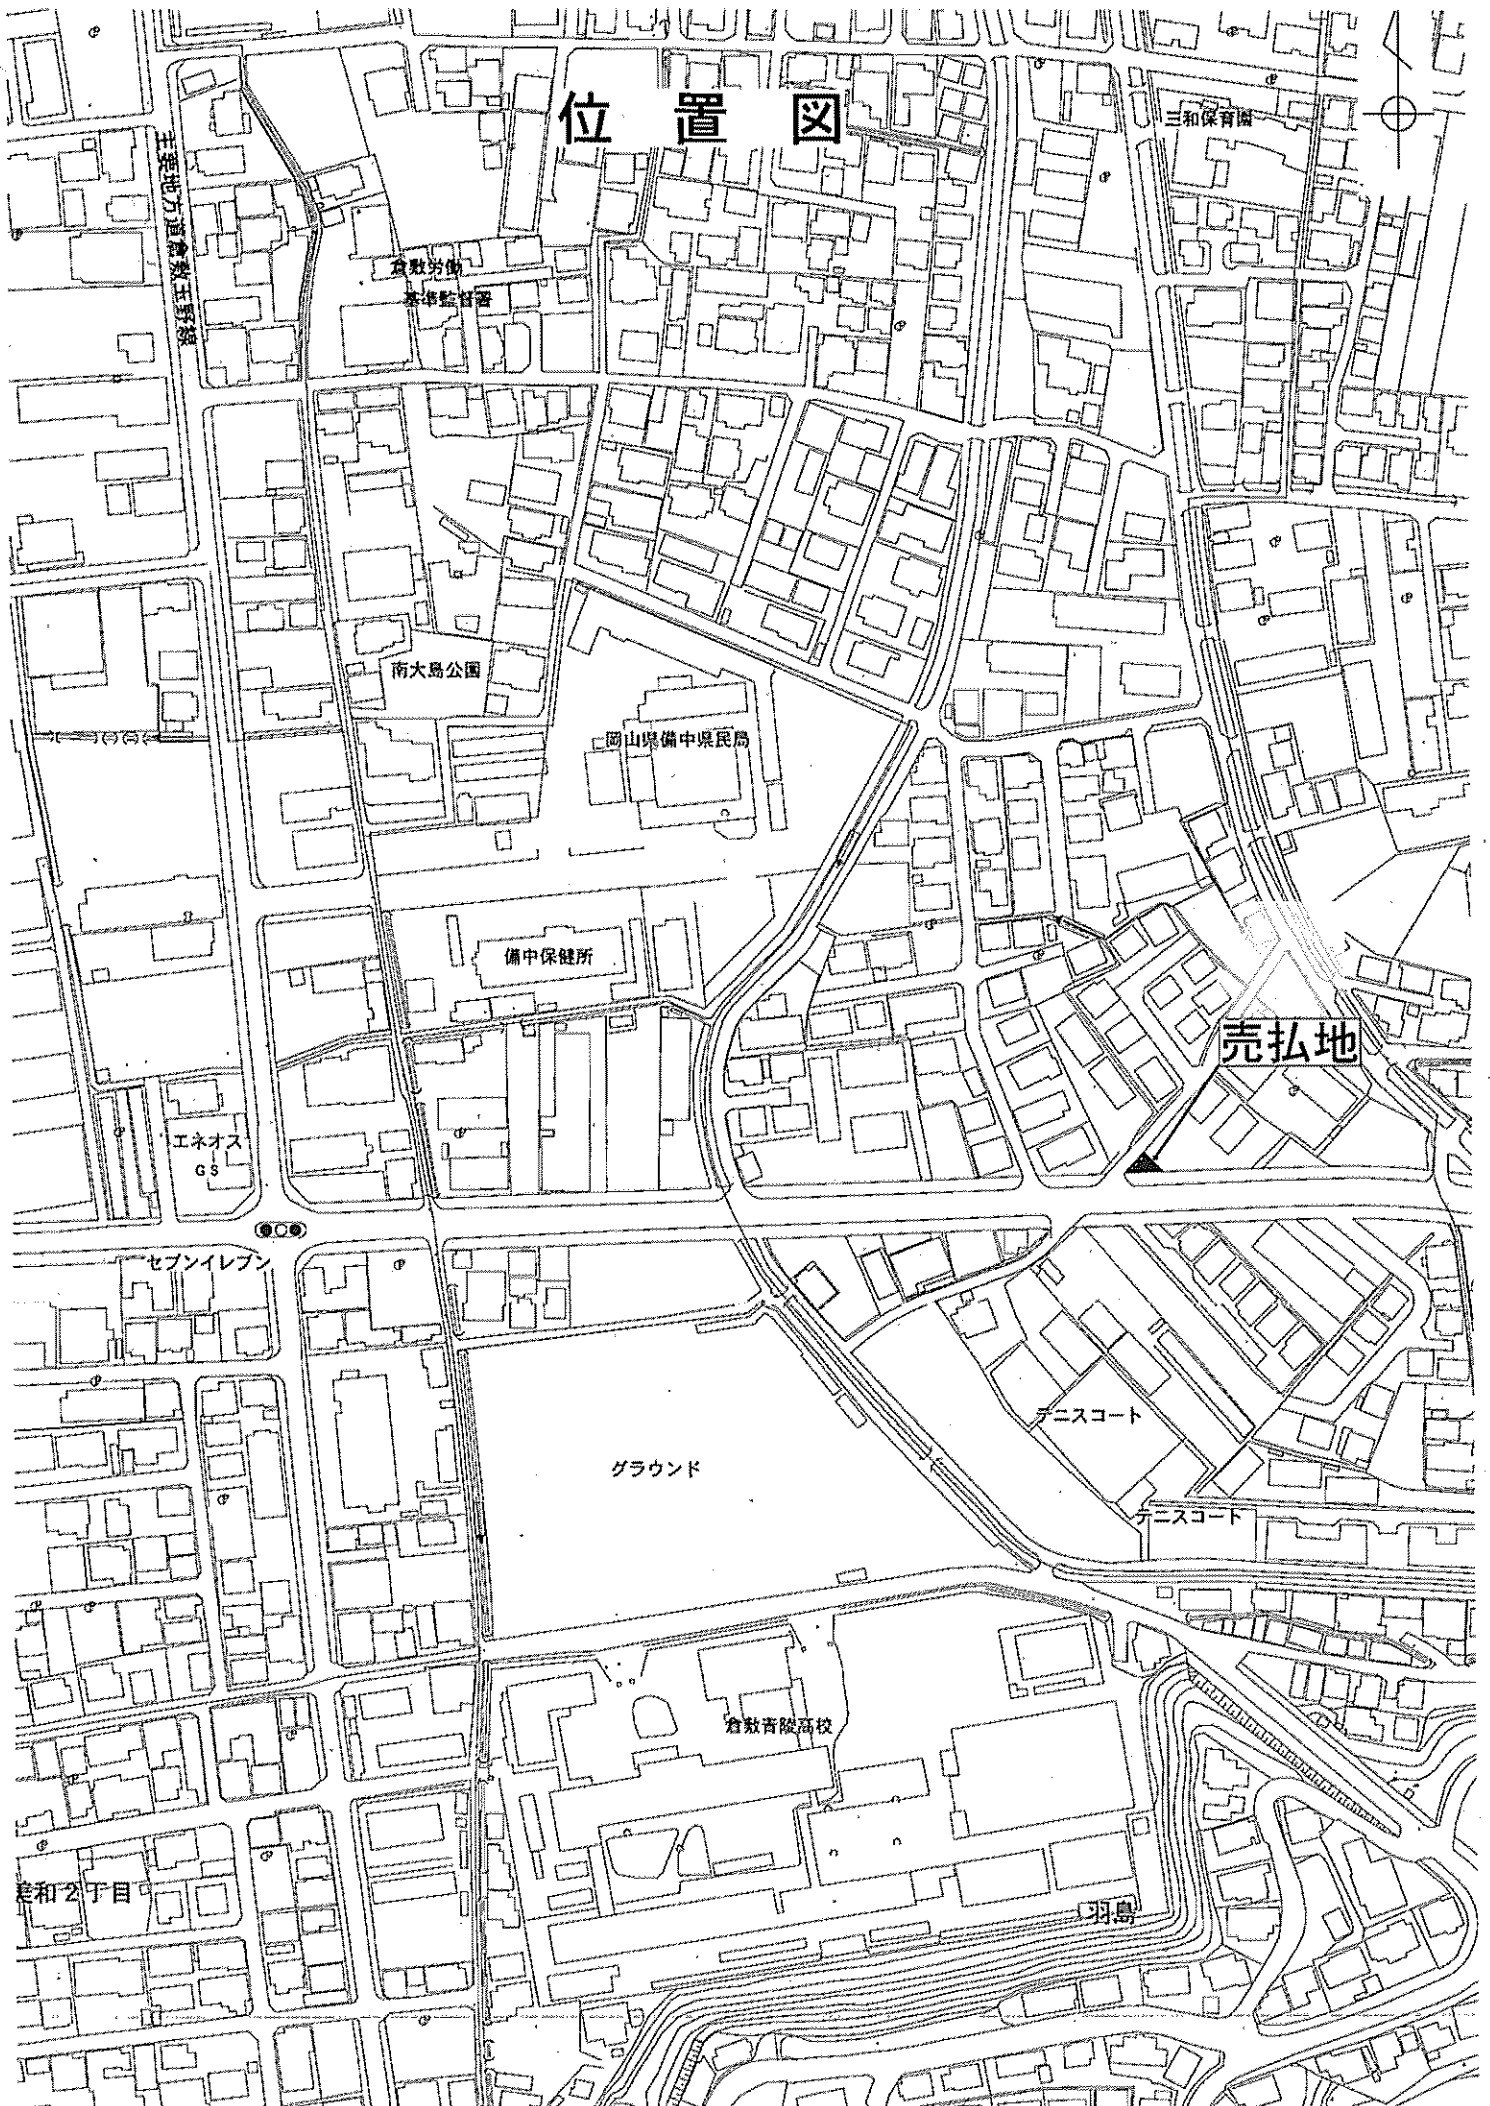 位置図
三和保育園
主要地方道倉敷玉野線
倉敷労働
基準監督署
南大島公園
岡山県備中県民局
備中保健所
売払地
エネオス
GS
セブンイレブン
テニスコート
グラウンド
テニスコート
倉敷青陵高校
和2丁目
羽島